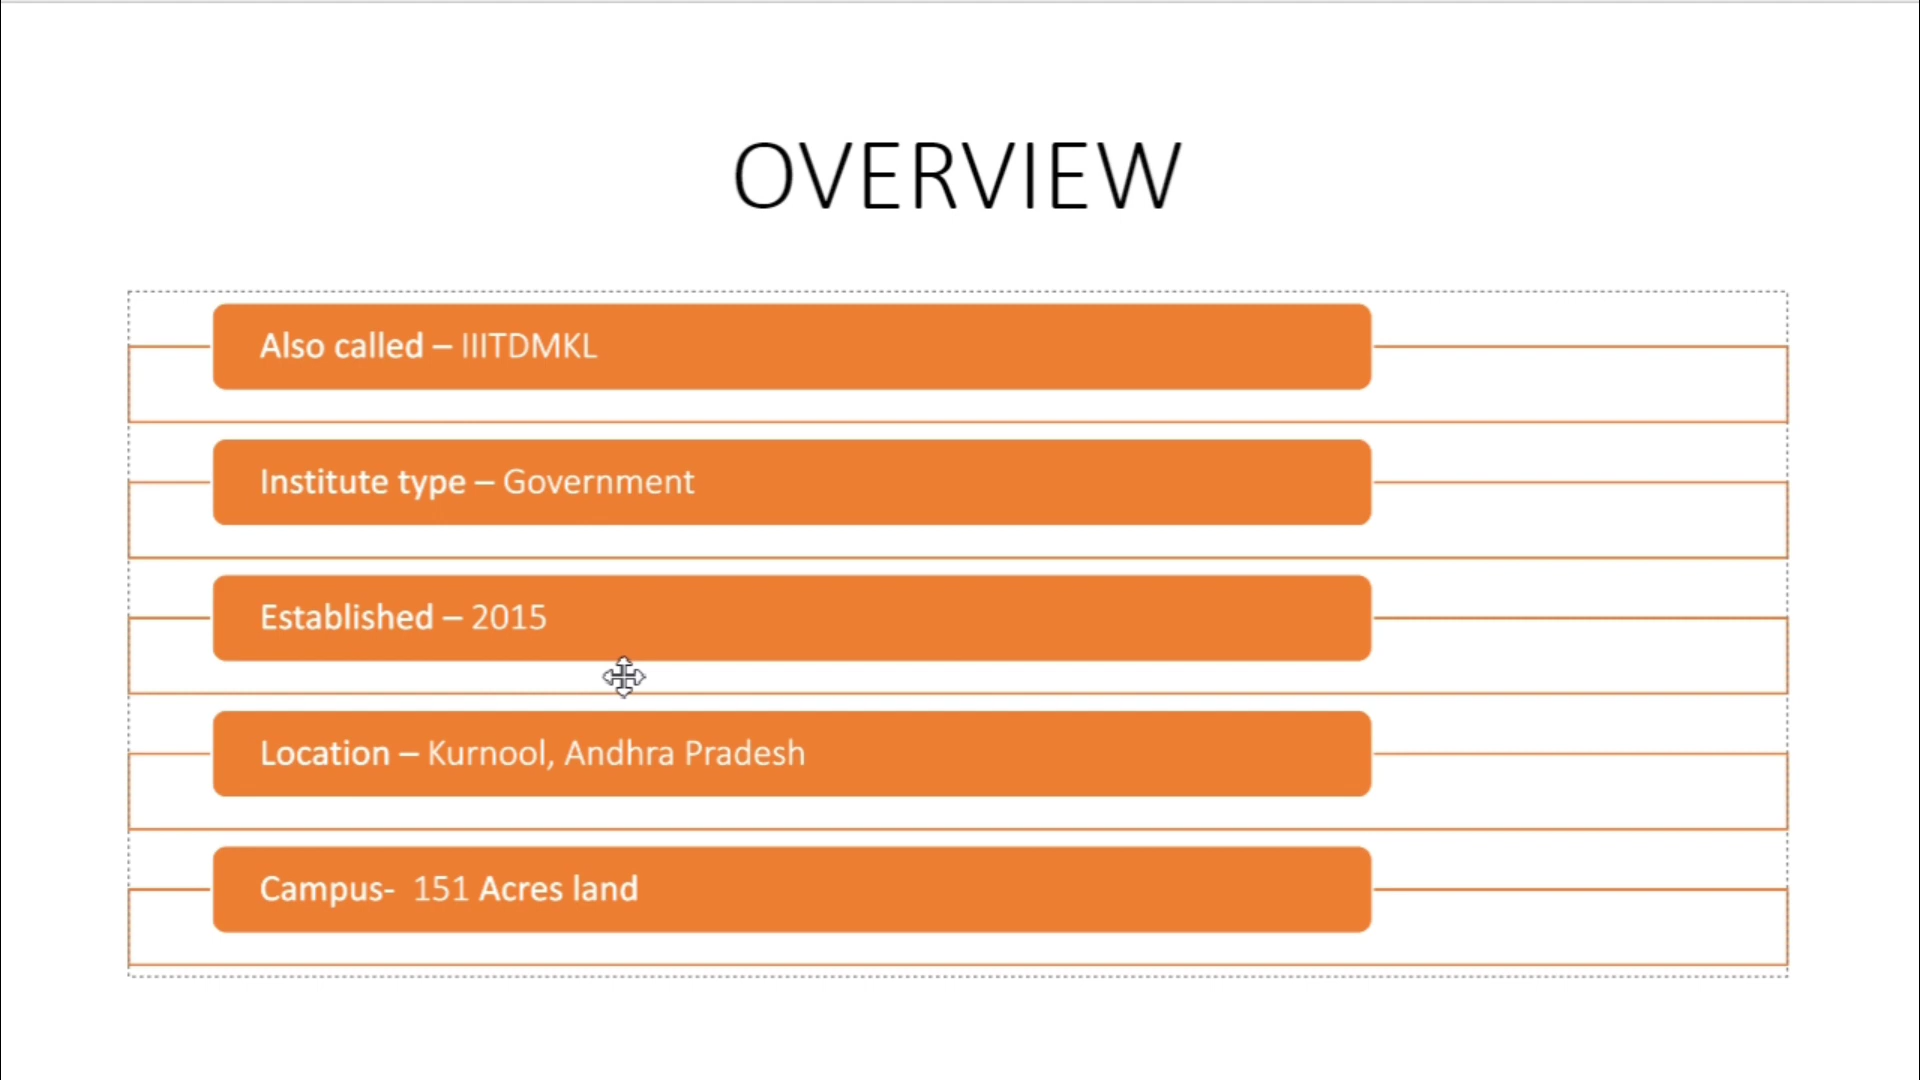 OVERVIEW
Also called – IIITDMKL
Institute type – Government
Established – 2015
Location – Kurnool, Andhra Pradesh
Campus-  151 Acres land